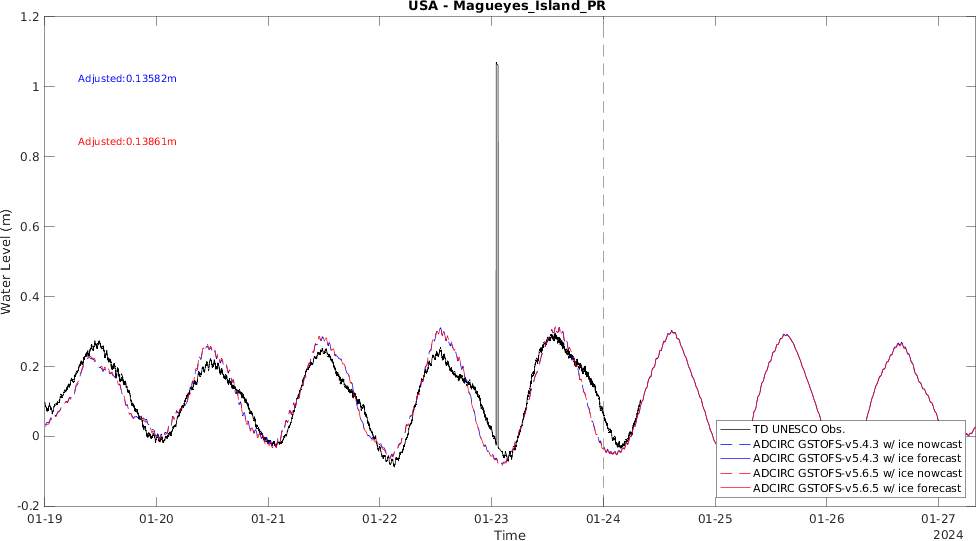 USA - Magueyes_Island_PR
1.2
1
0.8
0.6
0.4
0.2
0
-0.2
Water Level (m)
Adjusted:0.13582m
Adjusted:0.13861m
TD UNESCO Obs.
ADCIRC GSTOFS-v5.4.3 w/ ice nowcast
ADCIRC GSTOFS-v5.4.3 w/ ice forecast
ADCIRC GSTOFS-v5.6.5 w/ ice nowcast
ADCIRC GSTOFS-v5.6.5 w/ ice forecast
01-19 01-20 01-21 01-22 01-23 01-24 01-25 01-26 01-27
Time
2024